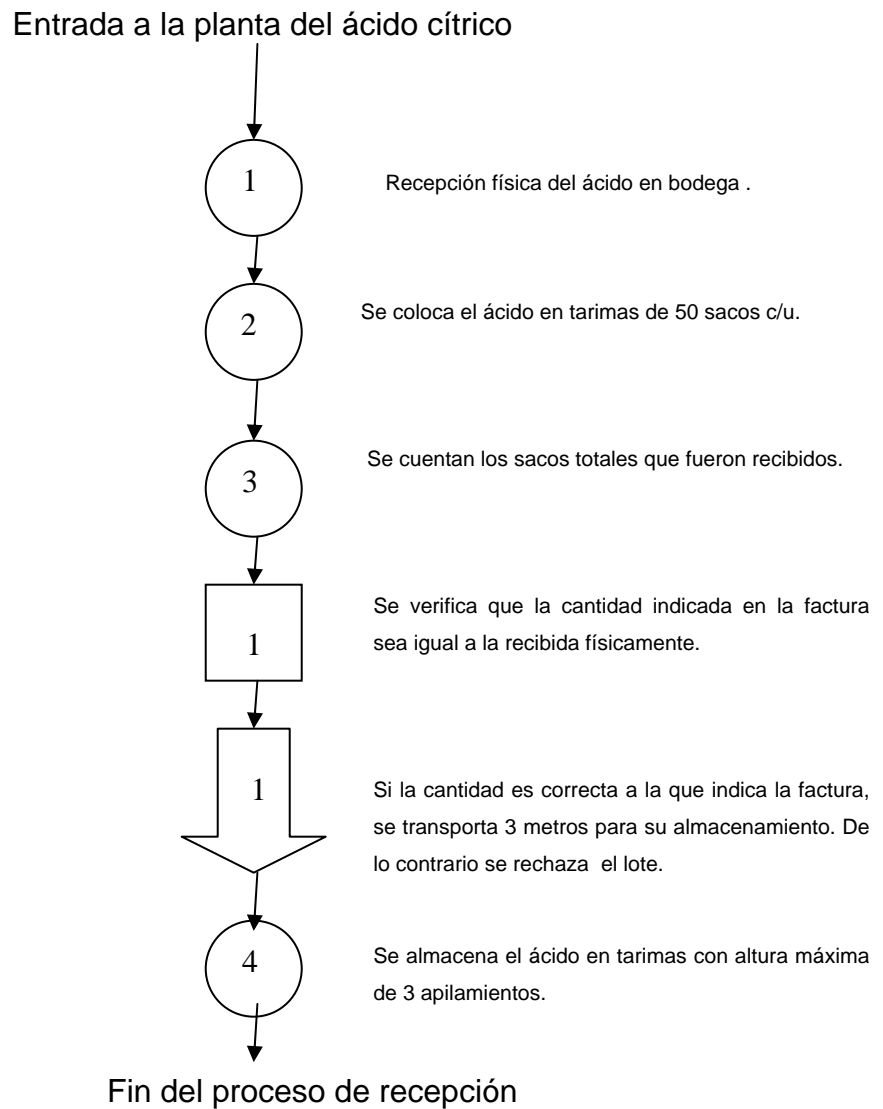 Entrada a la planta del ácido cítrico
1
Recepción física del ácido en bodega .
2
Se coloca el ácido en tarimas de 50 sacos c/u.
3
Se cuentan los sacos totales que fueron recibidos.
1
Se verifica que la cantidad indicada en la factura
sea igual a la recibida físicamente.
1
Si la cantidad es correcta a la que indica la factura,
se transporta 3 metros para su almacenamiento. De
lo contrario se rechaza el lote.
4
Se almacena el ácido en tarimas con altura máxima
de 3 apilamientos.
Fin del proceso de recepción